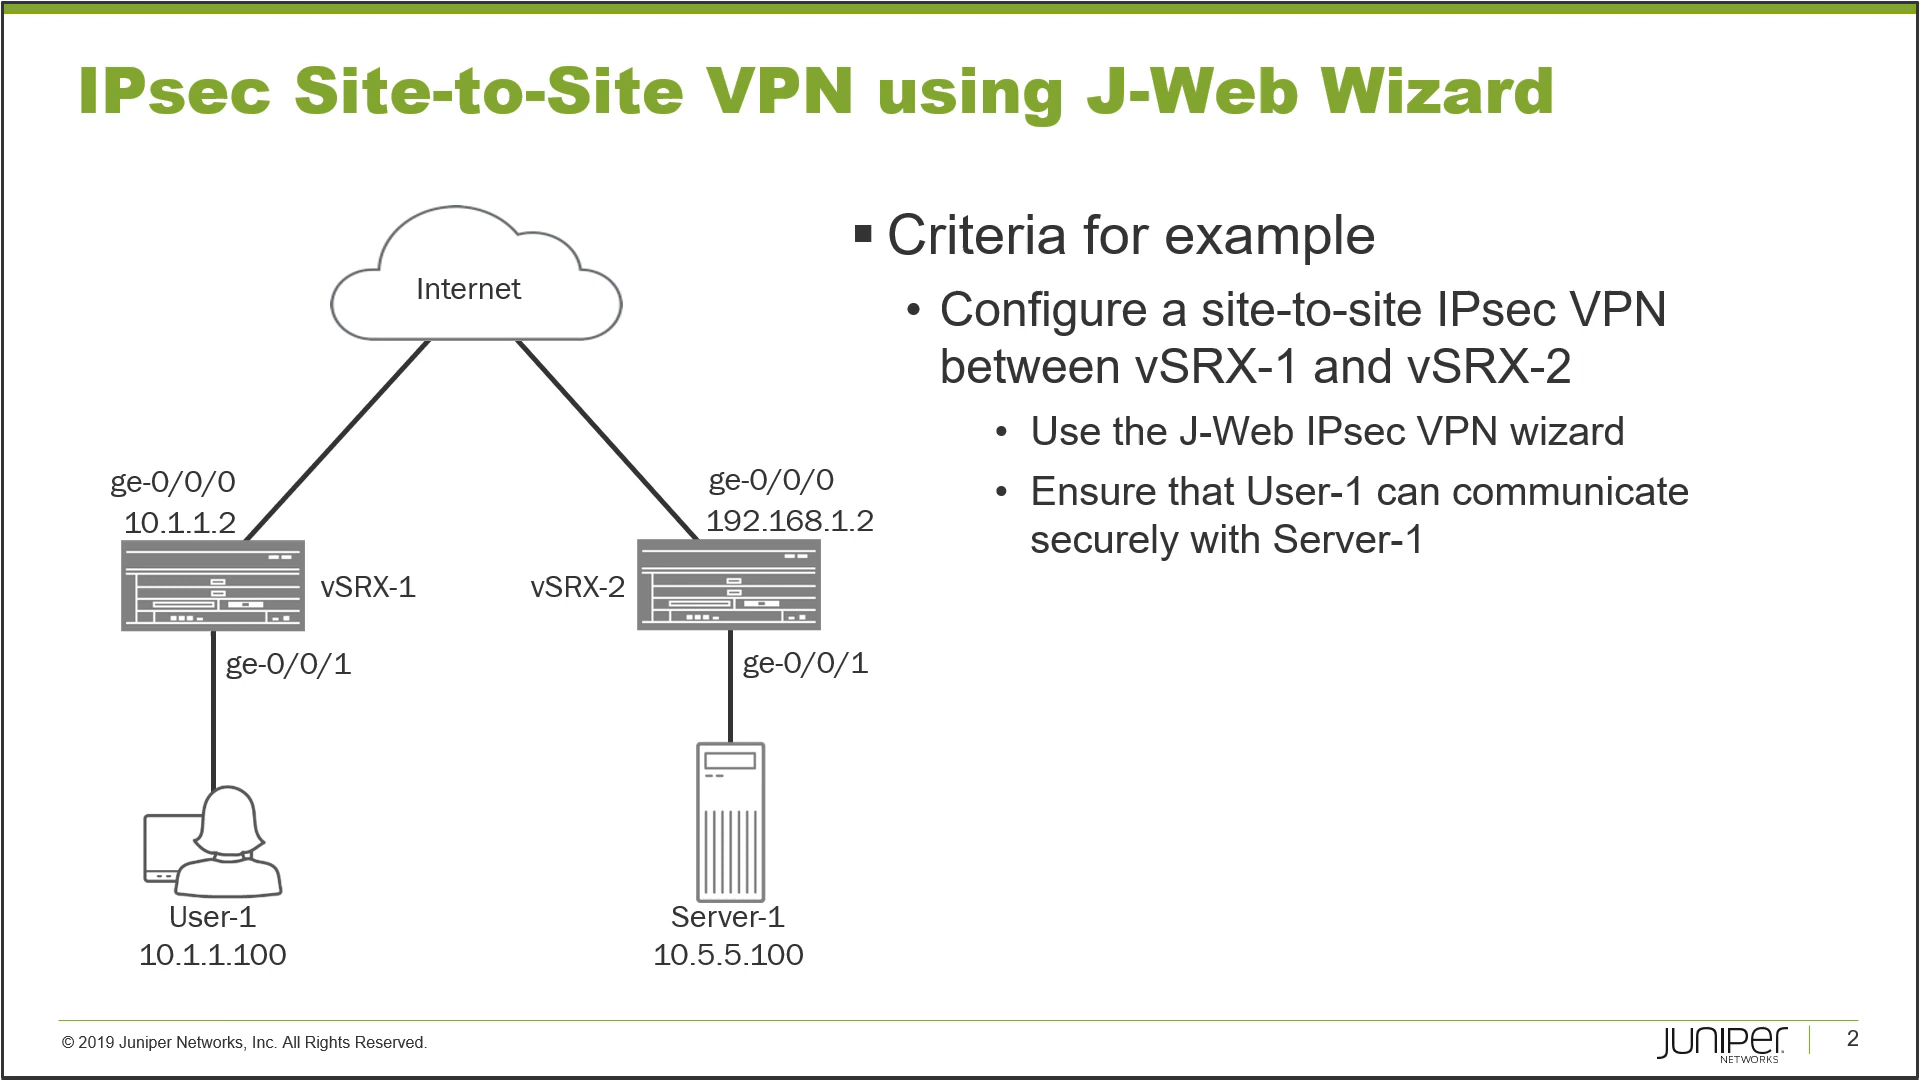 IPsec Site-to-Site VPN using J-Web Wizard
Internet
ge-0/0/0
10.1.1.2
vSRX-1
ge-0/0/1
User-1
10.1.1.100
ge-0/0/0
192.168.1.2
vSRX-2
ge-0/0/1
Server-1
10.5.5.100
▪ Criteria for example
• Configure a site-to-site IPsec VPN
between vSRX-1 and vSRX-2
• Use the J-Web IPsec VPN wizard
• Ensure that User-1 can communicate
securely with Server-1
© 2019 Juniper Networks, Inc. All Rights Reserved.
JUNIPER
NETWORKS
2